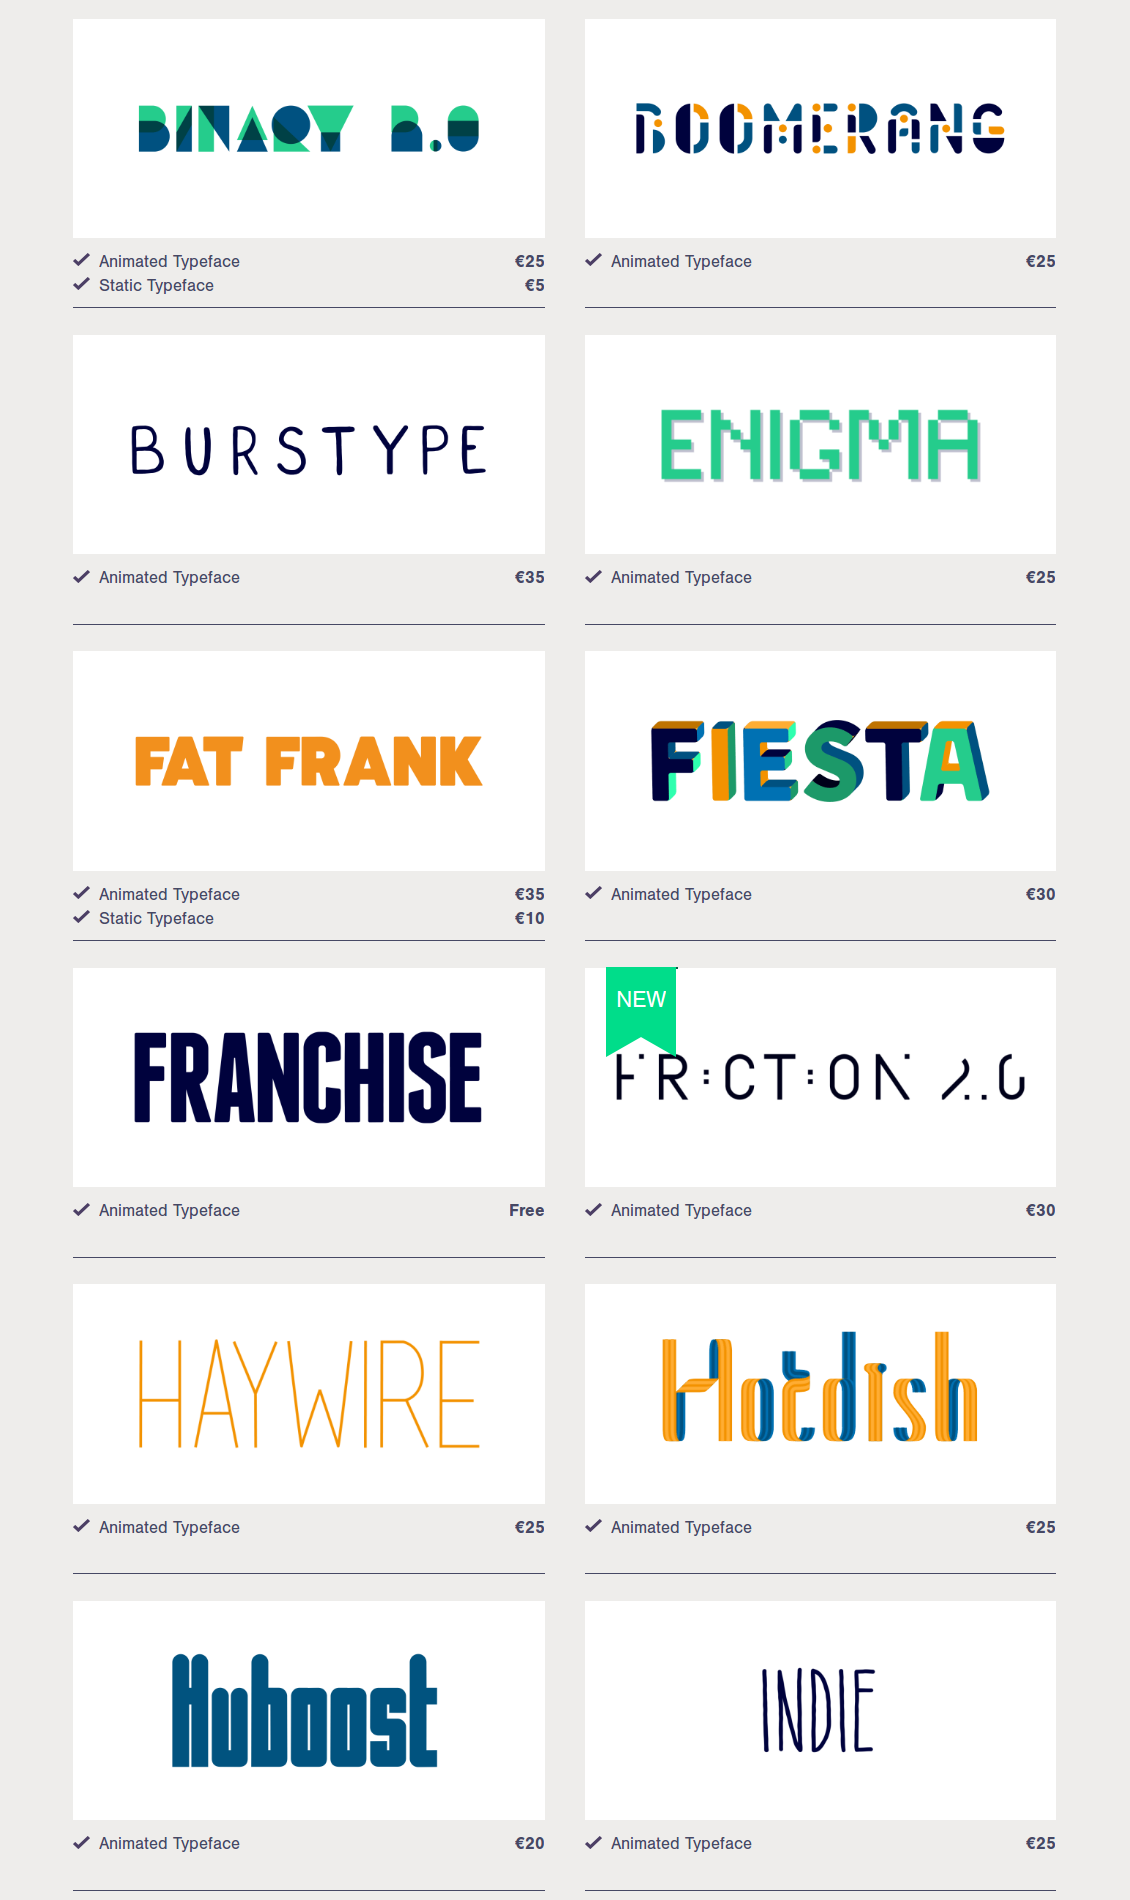 BINARY 2.0
Animated Typeface €25
Static Typeface €5
BOOMERANG
Animated Typeface €25
BURSTYPE
Animated Typeface €35
ENIGMA
Animated Typeface €25
FAT FRANK
Animated Typeface €35
Static Typeface €10
FIESTA
Animated Typeface €30
FRANCHISE
Animated Typeface Free
NEW
FR:CT:ON 2.0
Animated Typeface €30
HAYWIRE
Animated Typeface €25
Hotdish
Animated Typeface €25
Huboost
Animated Typeface €20
INDIE
Animated Typeface €25